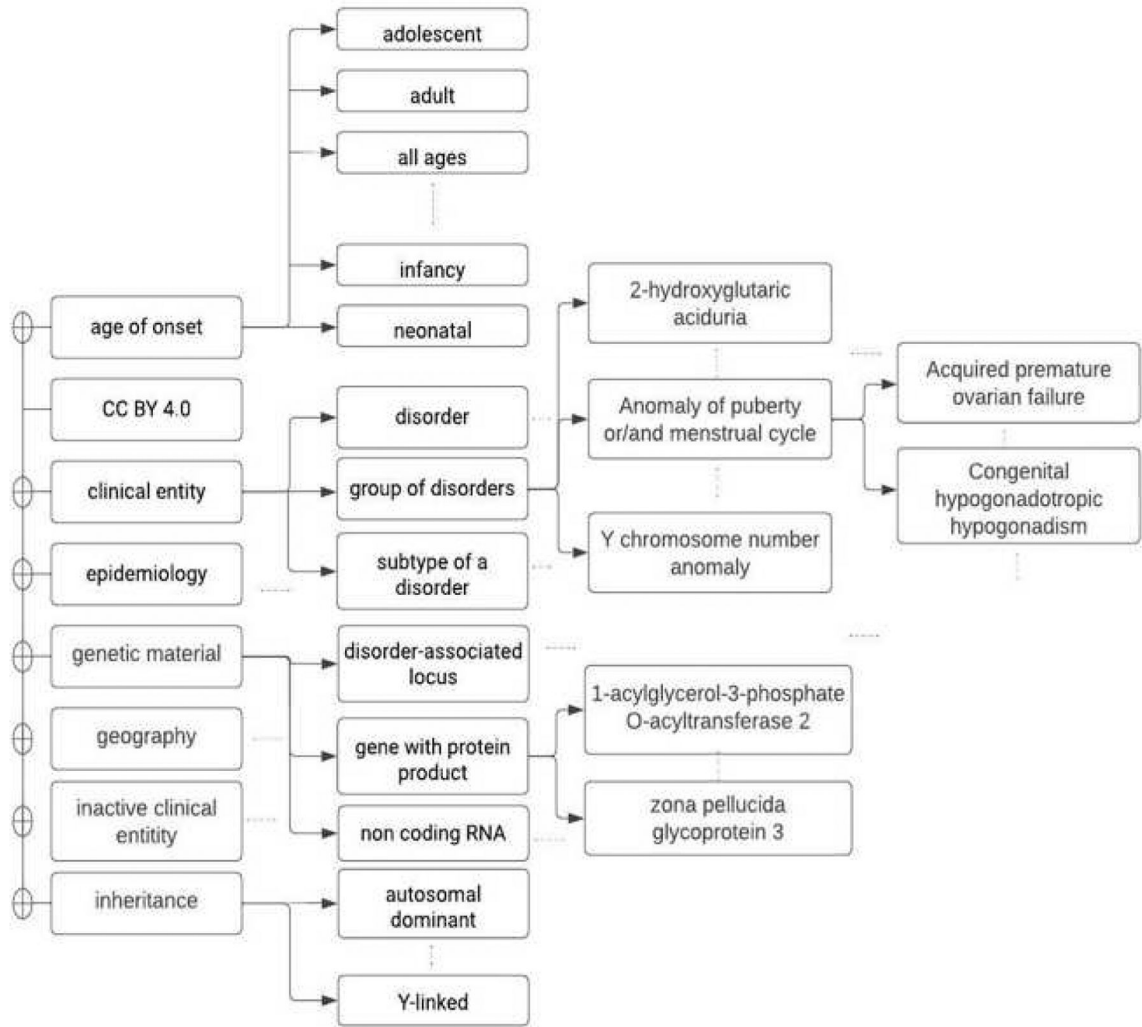 adolescent
adult
all ages
infancy
neonatal
age of onset
CC BY 4.0
clinical entity
epidemiology
genetic material
geography
inactive clinical
entitity
inheritance
disorder
group of disorders
subtype of a
disorder
disorder-associated
locus
gene with protein
product
non coding RNA
autosomal
dominant
Y-linked
2-hydroxyglutaric
aciduria
Anomaly of puberty
or/and menstrual cycle
Y chromosome number
anomaly
1-acylglycerol-3-phosphate
O-acyltransferase 2
zona pellucida
glycoprotein 3
Acquired premature
ovarian failure
Congenital
hypogonadotropic
hypogonadism